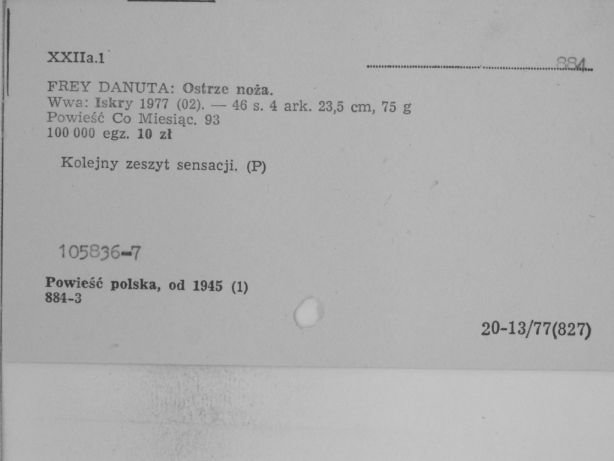 XXIIa.1
884
FREY DANUTA: Ostrze noża.
Wwa: Iskry 1977 (02). — 46 s. 4 ark. 23,5 cm, 75 g
Powieść Co Miesiąc. 93
100 000 egz. 10 zł
Kolejny zeszyt sensacji. (P)
105836-7
Powieść polska, od 1945 (1)
884-3
20-13/77(827)